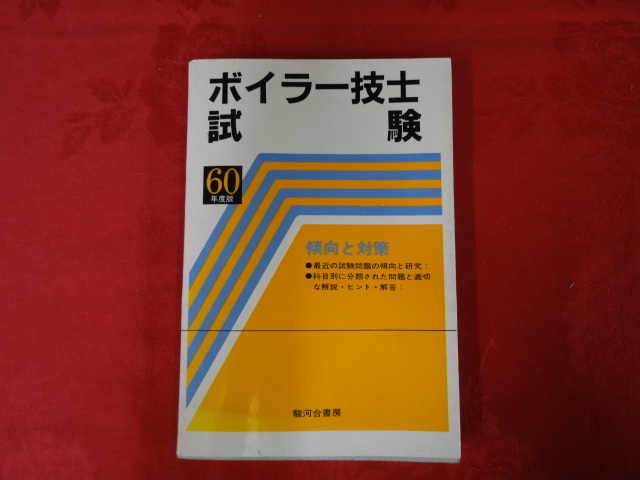 ボイラー技士
試験
60
年度版
傾向と対策
●最近の試験問題の傾向と研究:
●科目別に分類された問題と適切
な解説・ヒント・解答:
駿河台書房